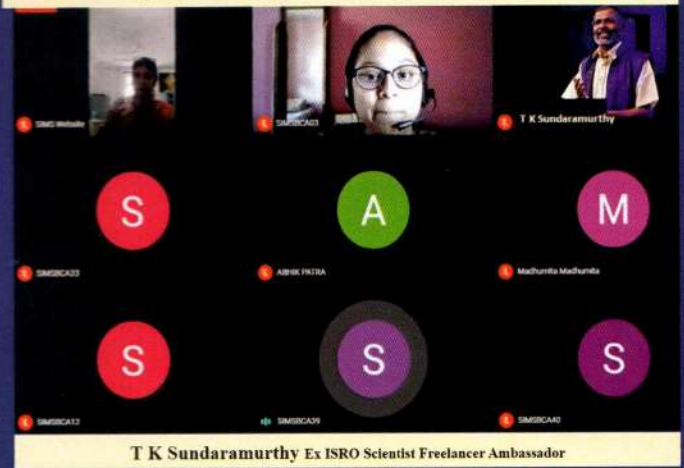 SIMS Website
SIMSBCA03
T K Sundaramurthy
S
A
M
SIMSBCA23
ABHIK PATRA
Madhumita Madhumita
S
S
S
SIMSBCA12
SIMSBCA39
SIMSBCA40
T K Sundaramurthy Ex ISRO Scientist Freelancer Ambassador